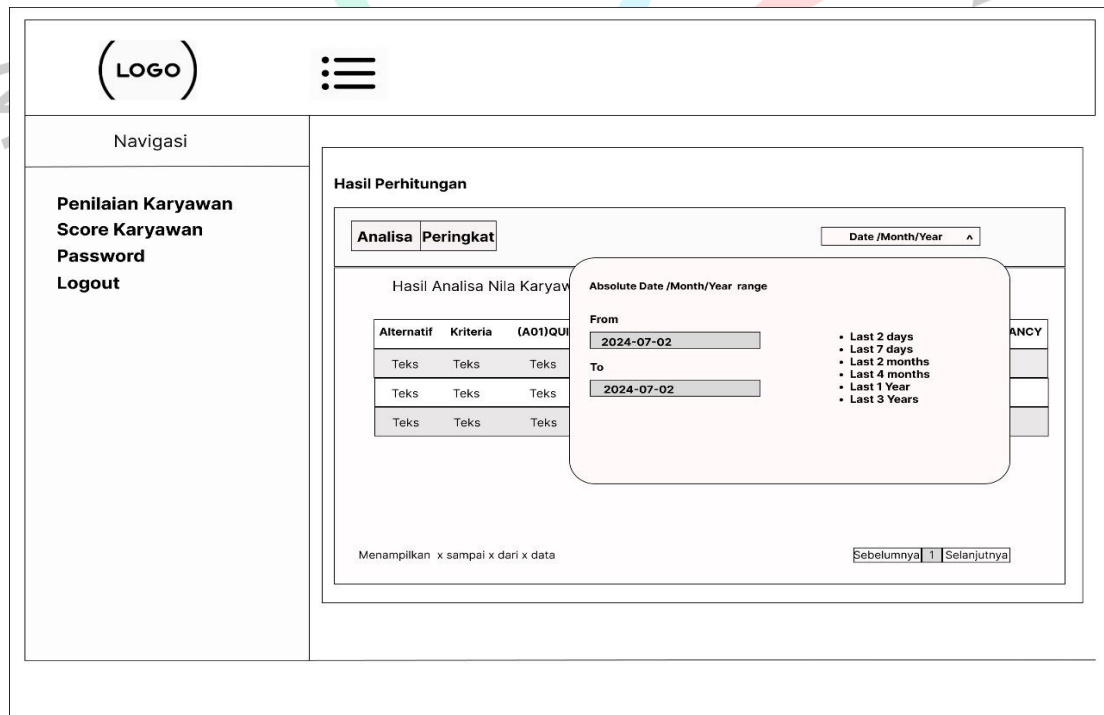 LOGO
Navigasi
Penilaian Karyawan
Score Karyawan
Password
Logout
Hasil Perhitungan
Analisa Peringkat
Date /Month/Year ^
Hasil Analisa Nila Karyaw
Absolute Date /Month/Year range
From
2024-07-02
To
2024-07-02
• Last 2 days
• Last 7 days
• Last 2 months
• Last 4 months
• Last 1 Year
• Last 3 Years
Alternatif Kriteria (A01)QUI ANCY
Teks Teks Teks
Teks Teks Teks
Teks Teks Teks
Menampilkan x sampai x dari x data
Sebelumnya 1 Selanjutnya